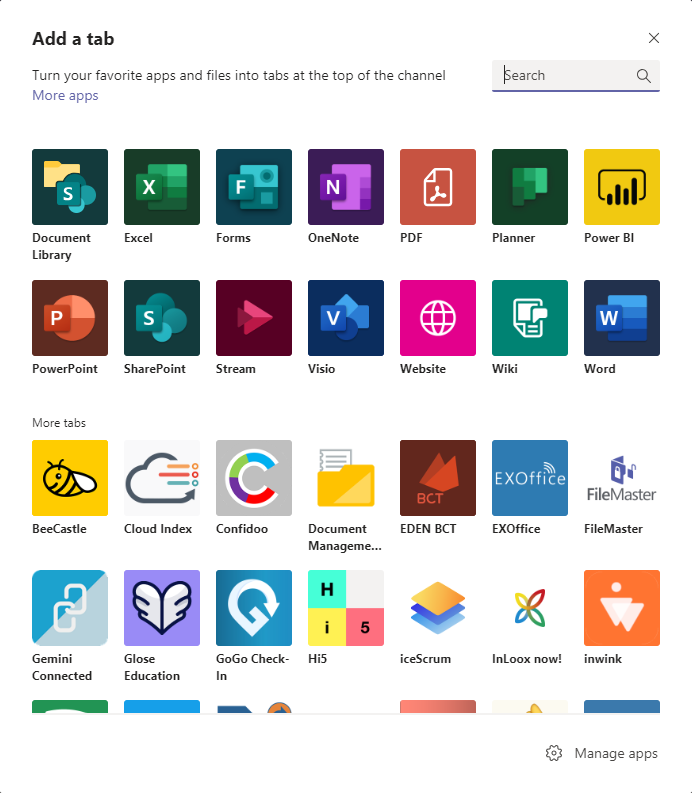 Add a tab
Turn your favorite apps and files into tabs at the top of the channel
More apps
Search
S
X
F
N
Document
Library
Excel
Forms
OneNote
PDF
Planner
Power BI
P
S
V
W
PowerPoint
SharePoint
Stream
Visio
Website
Wiki
Word
More tabs
BCT
EXOffice
FileMaster
BeeCastle
Cloud Index
Confidoo
Document
Manageme...
EDEN BCT
EXOffice
FileMaster
H
i 5
Gemini
Connected
Glose
Education
GoGo Check-
In
Hi5
iceScrum
InLoox now!
inwink
Manage apps